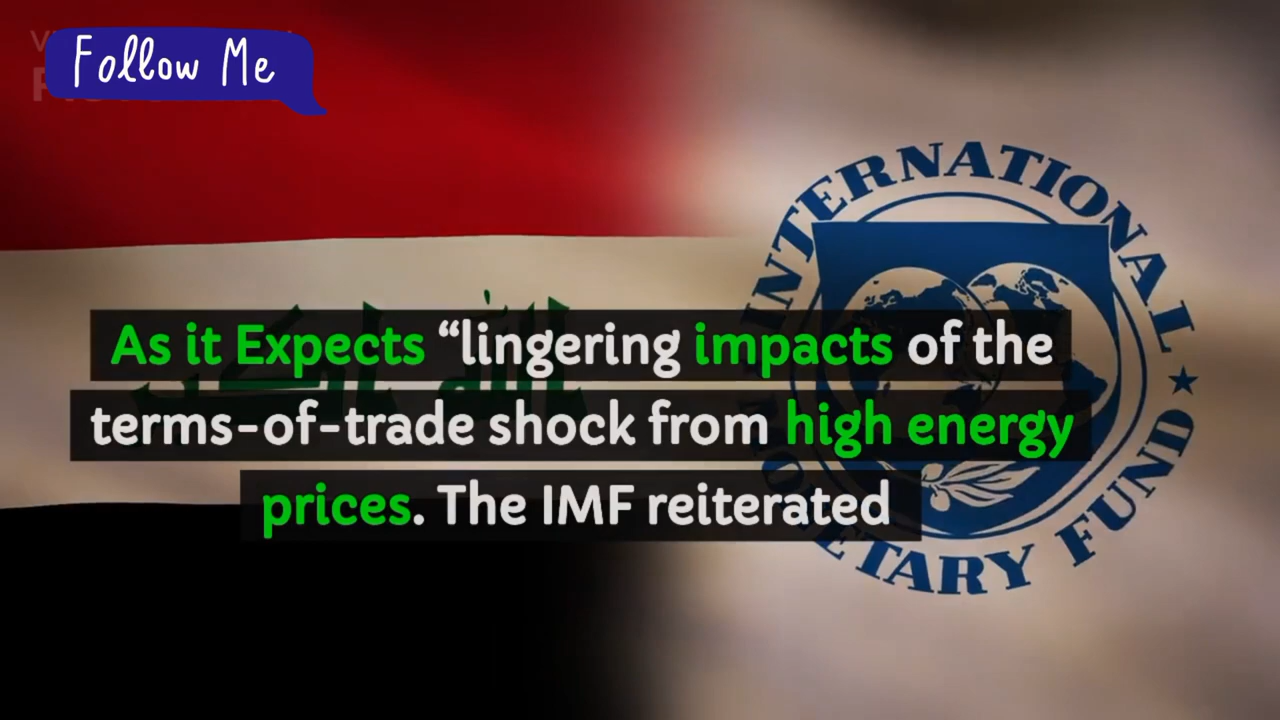 Follow Me
INTERNATIONAL
As it Expects “lingering impacts of the
terms-of-trade shock from high energy
prices. The IMF reiterated
MONETARY FUND